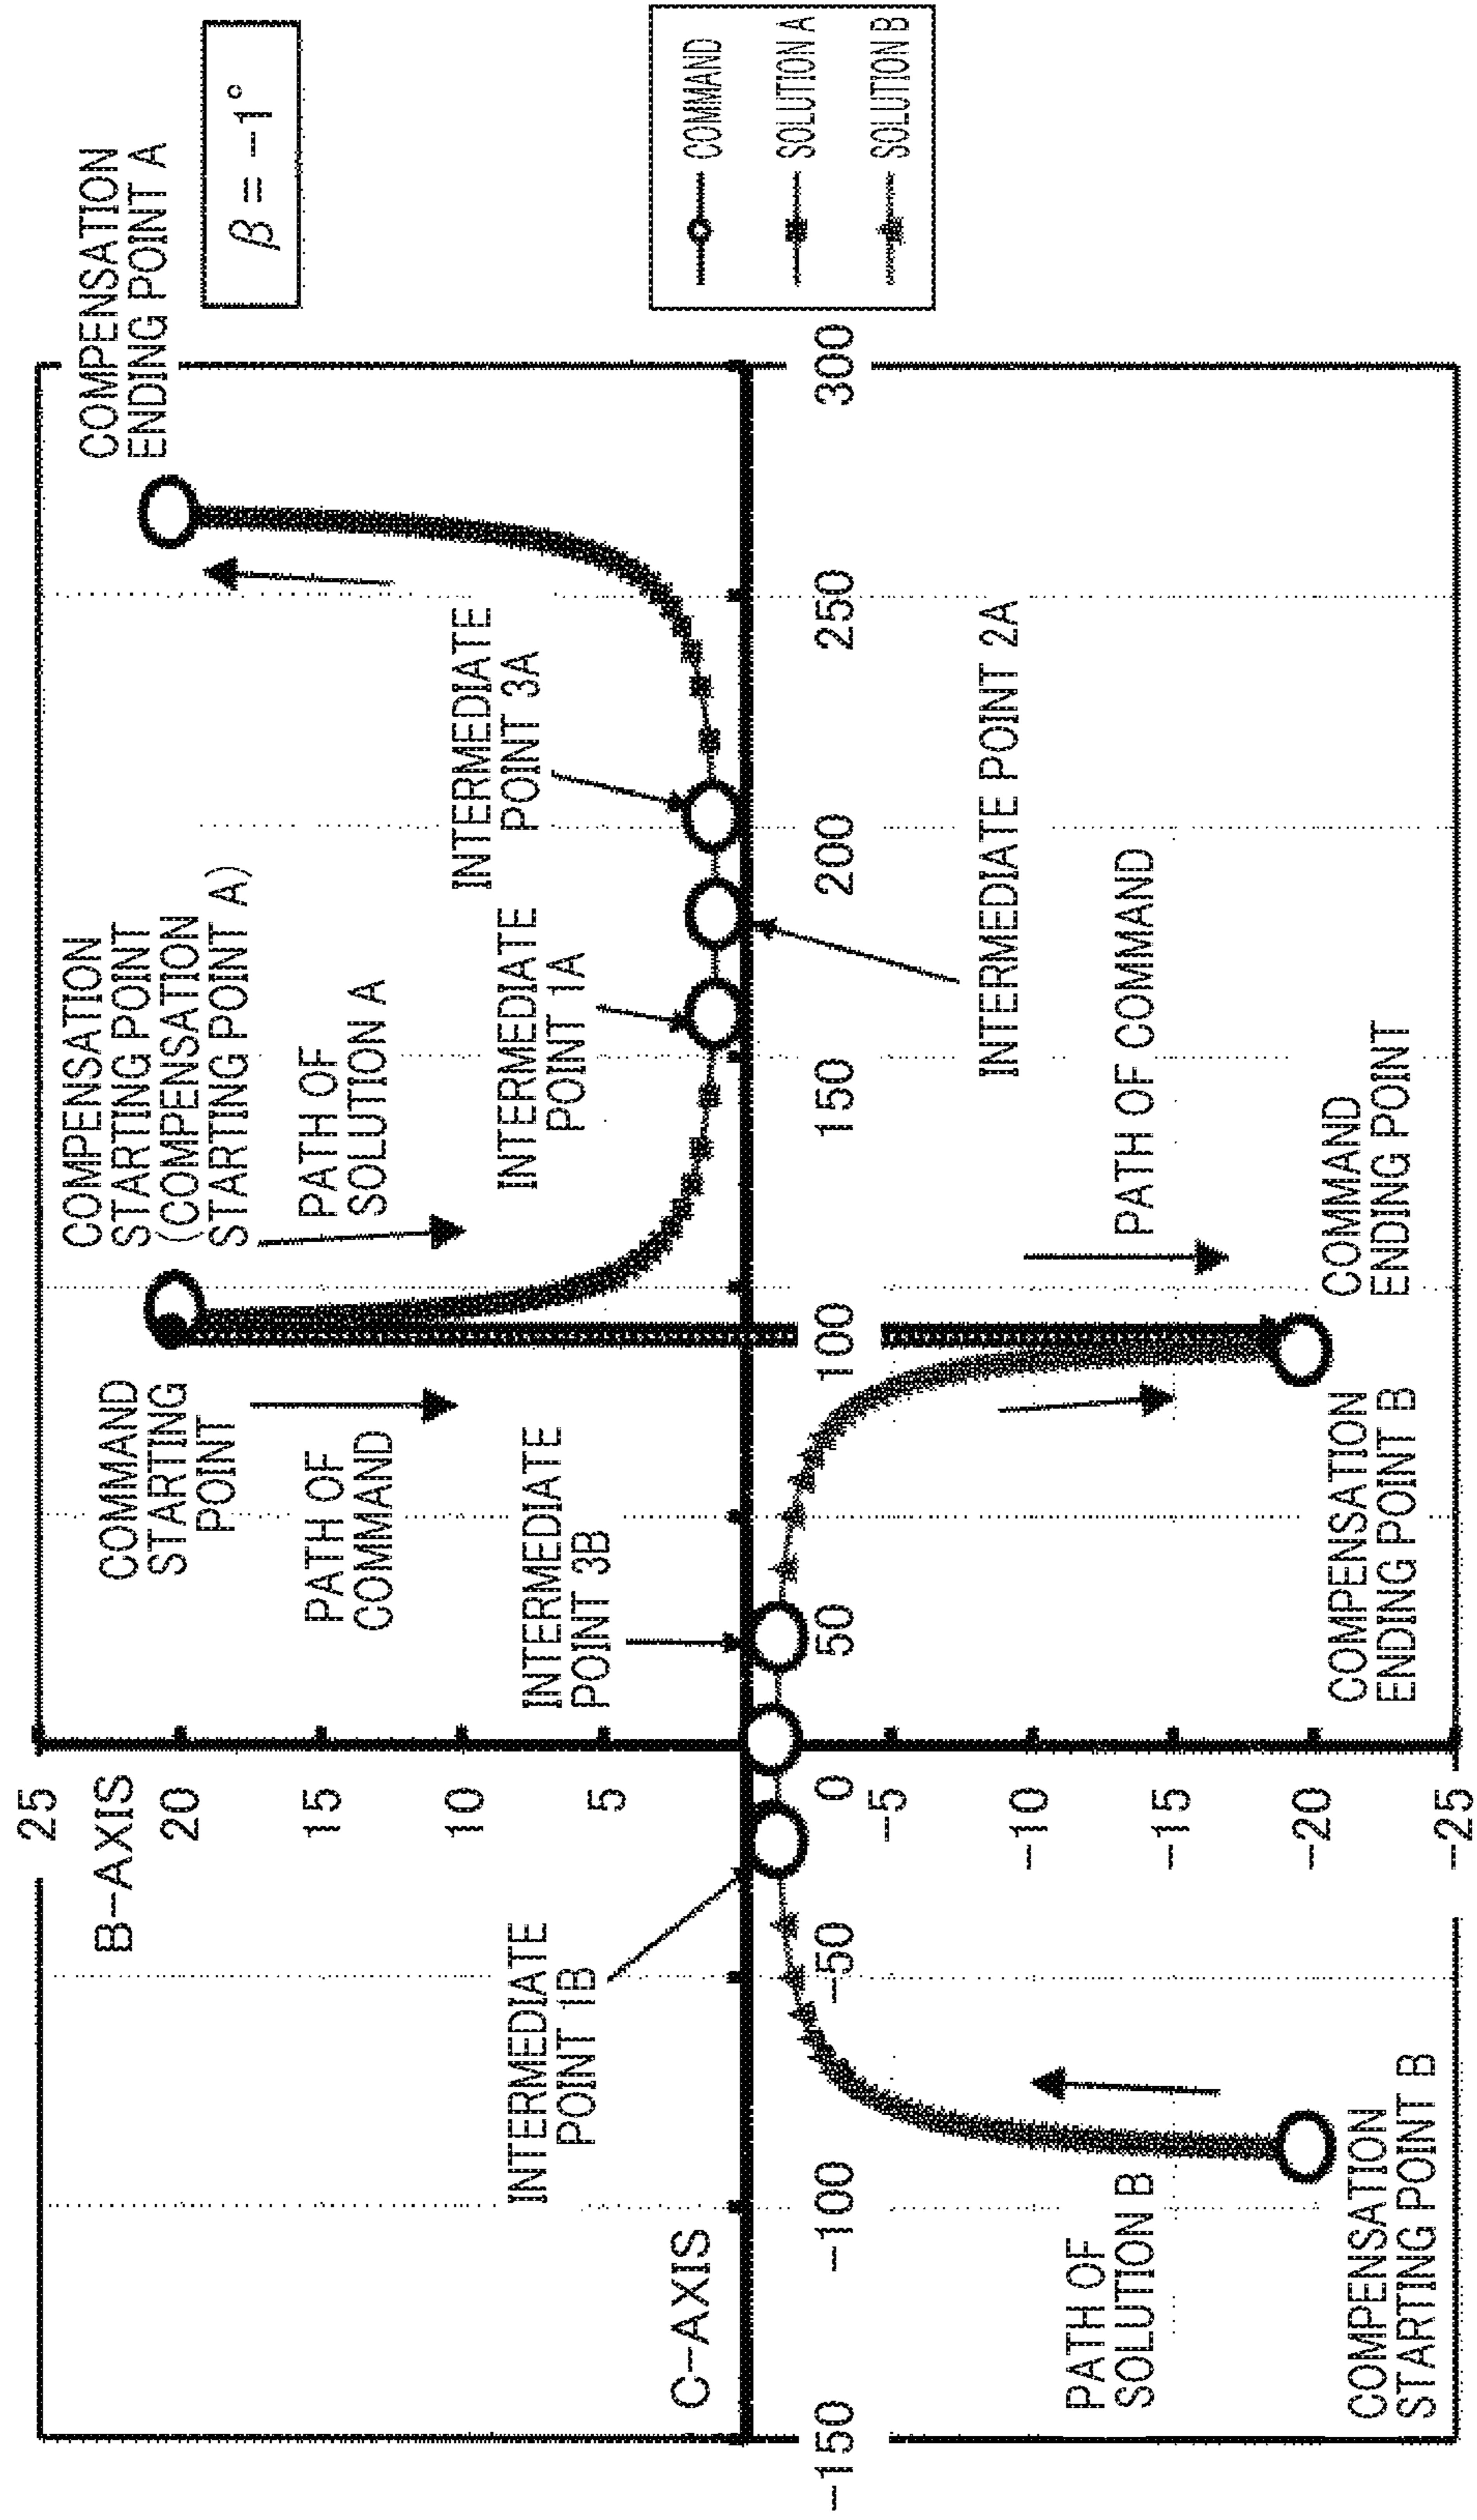 COMPENSATION
ENDING POINT A
β = −1°
COMPENSATION
STARTING POINT
(COMPENSATION
STARTING POINT A)
COMMAND
STARTING
POINT
25
B-AXIS
20
15
10
5
0
-5
-10
-15
-20
-25
PATH OF
SOLUTION A
PATH OF
COMMAND
INTERMEDIATE
POINT 3A
INTERMEDIATE
POINT 1A
INTERMEDIATE
POINT 3B
INTERMEDIATE
POINT 1B
C-AXIS
-150
-100
-50
50
100
150
200
250
300
COMMAND
SOLUTION A
SOLUTION B
INTERMEDIATE POINT 2A
PATH OF COMMAND
PATH OF
SOLUTION B
COMMAND
ENDING POINT
COMPENSATION
ENDING POINT B
COMPENSATION
STARTING POINT B